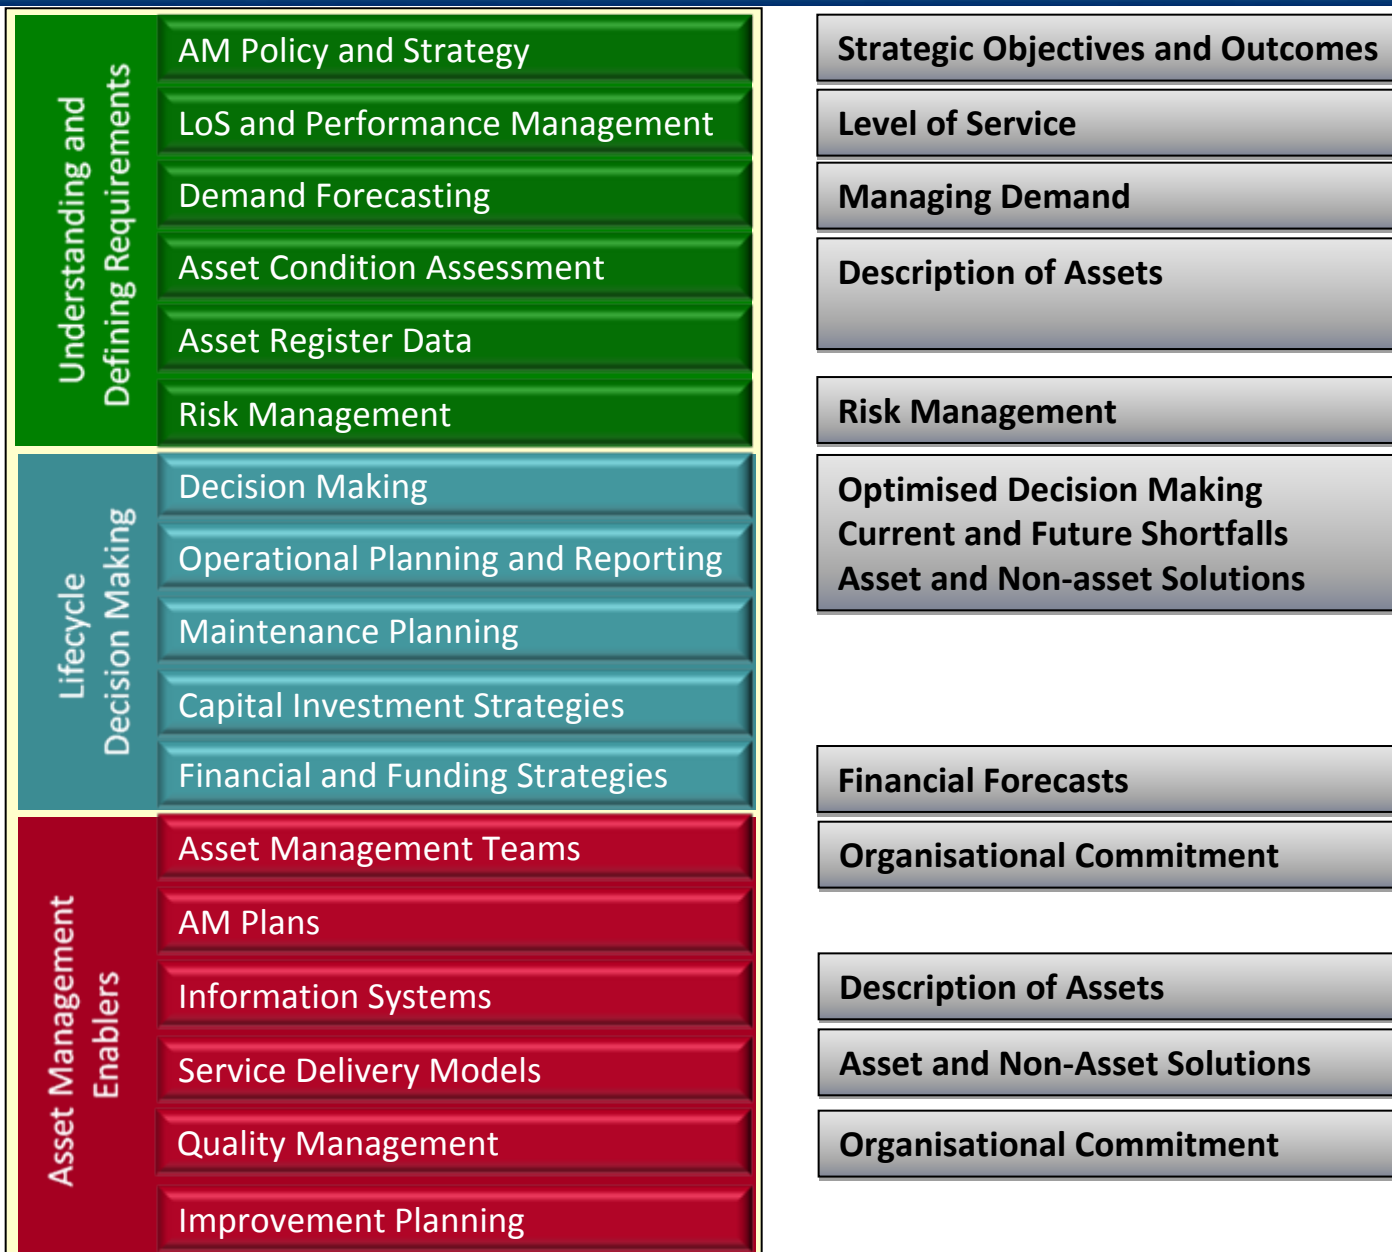 Understanding and
Defining Requirements
AM Policy and Strategy
LoS and Performance Management
Demand Forecasting
Asset Condition Assessment
Asset Register Data
Risk Management
Lifecycle
Decision Making
Decision Making
Operational Planning and Reporting
Maintenance Planning
Capital Investment Strategies
Financial and Funding Strategies
Asset Management
Enablers
Asset Management Teams
AM Plans
Information Systems
Service Delivery Models
Quality Management
Improvement Planning
Strategic Objectives and Outcomes
Level of Service
Managing Demand
Description of Assets
Risk Management
Optimised Decision Making
Current and Future Shortfalls
Asset and Non-asset Solutions
Financial Forecasts
Organisational Commitment
Description of Assets
Asset and Non-Asset Solutions
Organisational Commitment